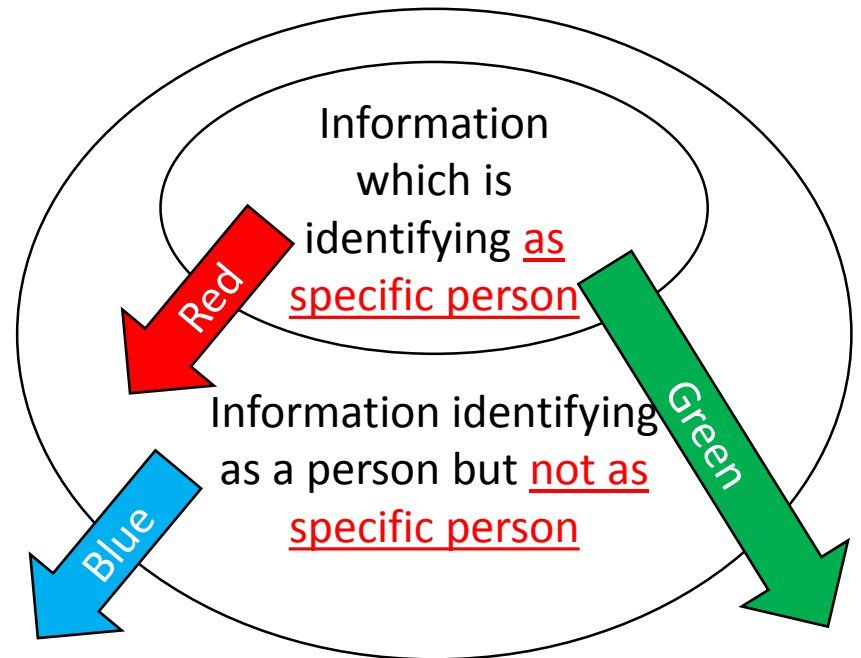 Information
which is
identifying as
specific person
Red
Green
Information identifying
as a person but not as
specific person
Blue